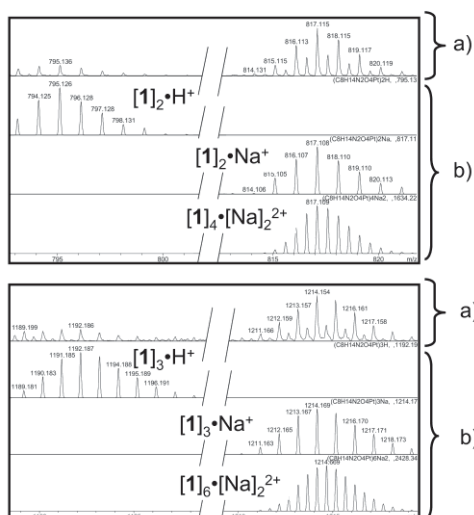 817.115
816.113 818.115
795.136 815.115 819.117
814.131 820.119
a)
(C8H14N2O4Pt)2H, ,795.13
[1]₂•H⁺
795.126
794.125 796.128
797.128
798.131
(C8H14N2O4Pt)2Na, ,817.11
b)
817.108
[1]₂•Na⁺
816.107 818.110
815.105 819.110
814.106 820.113
(C8H14N2O4Pt)4Na2, ,1634.22
817.109
[1]₄•[Na]₂²⁺
795 800 815 820 m/z
1214.154
1213.157 1216.161
1189.199 1192.186 1212.159 1217.158
1211.166
a)
(C8H14N2O4Pt)3H, ,1192.19
[1]₃•H⁺
1192.187
1191.185
1190.183 1194.188
1195.189
1189.181 1196.191
(C8H14N2O4Pt)3Na, ,1214.17
b)
1214.169
[1]₃•Na⁺
1213.167
1212.165 1216.170
1217.171
1211.163 1218.173
(C8H14N2O4Pt)6Na2, ,2428.34
[1]₆•[Na]₂²⁺